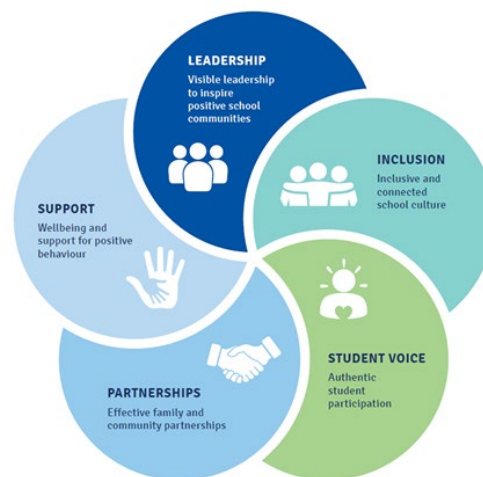 LEADERSHIP
Visible leadership
to inspire
positive school
communities
INCLUSION
Inclusive and
connected
school culture
STUDENT VOICE
Authentic
student
participation
PARTNERSHIPS
Effective family and
community partnerships
SUPPORT
Wellbeing and
support for positive
behaviour